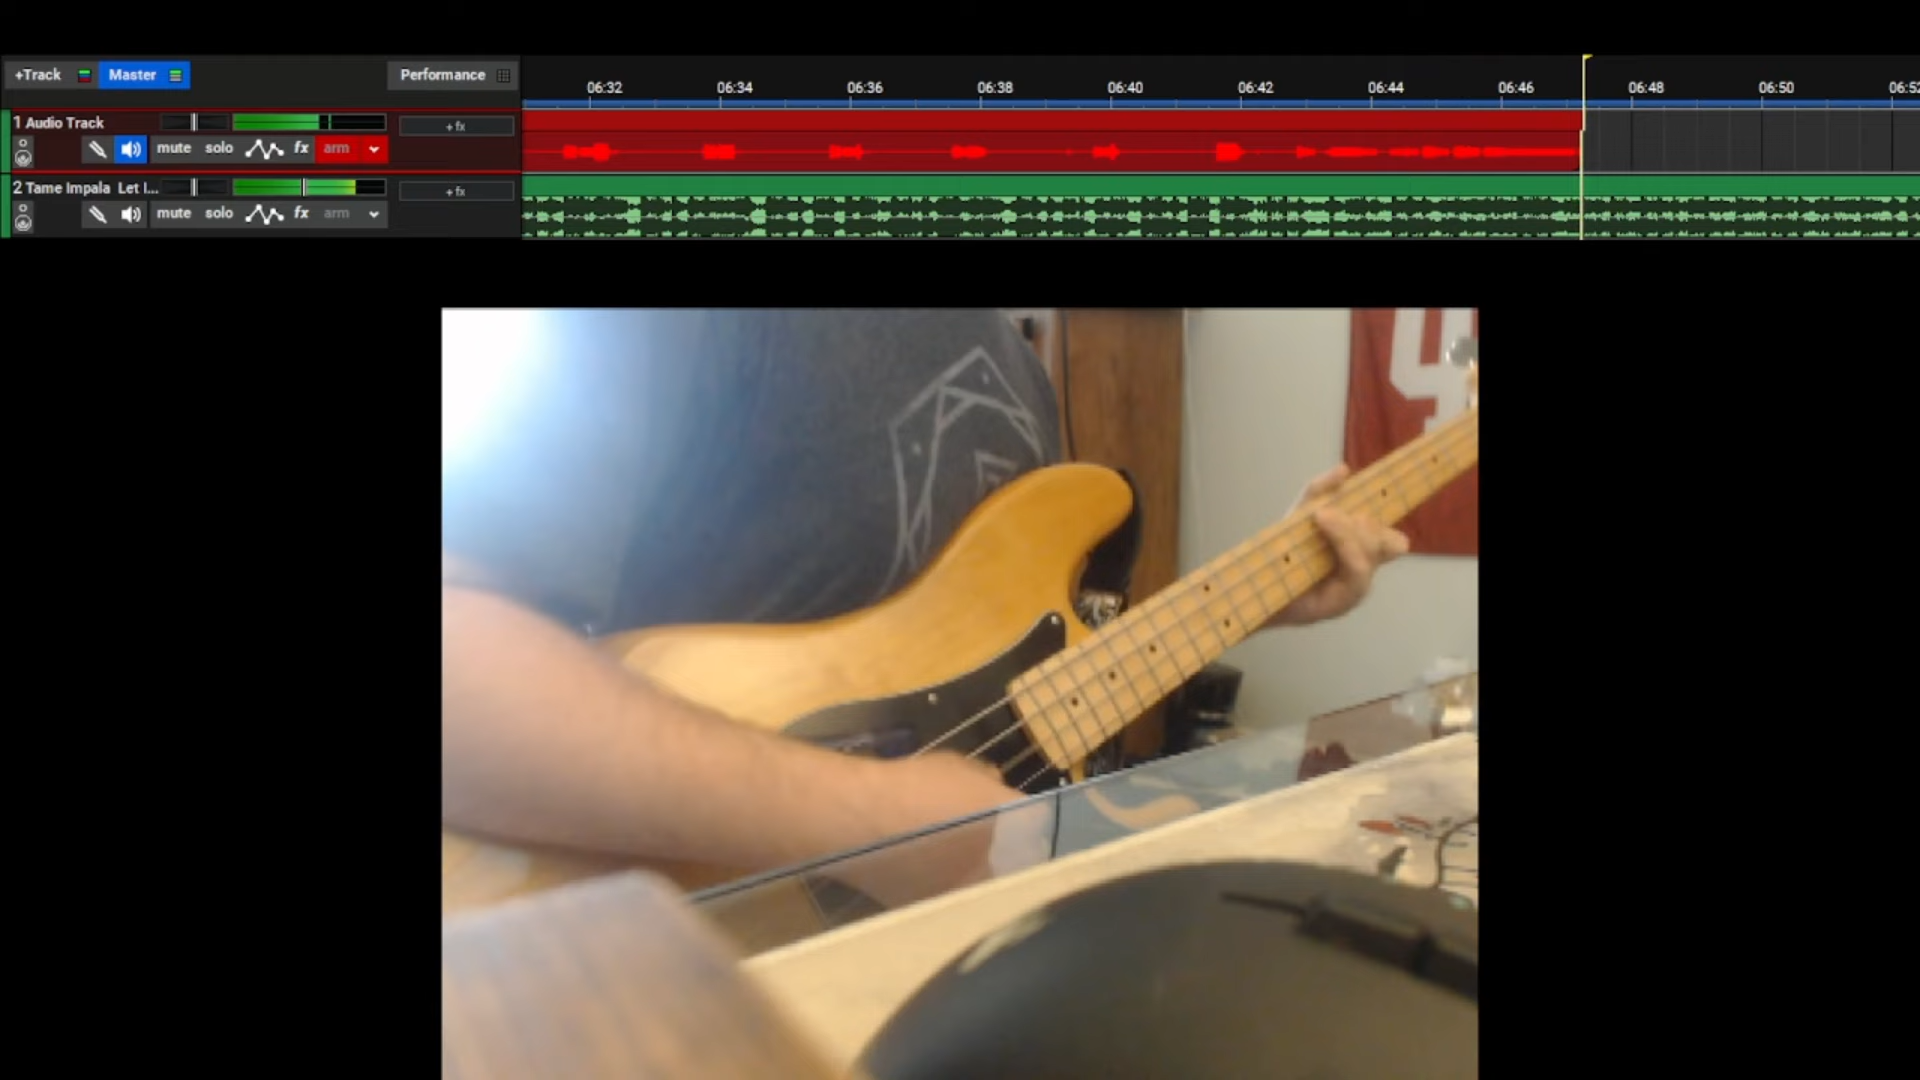 +Track Master Performance
06:32 06:34 06:36 06:38 06:40 06:42 06:44 06:46 06:48 06:50 06:52
1 Audio Track
+fx
mute solo fx arm
2 Tame Impala Let I...
+fx
mute solo fx arm